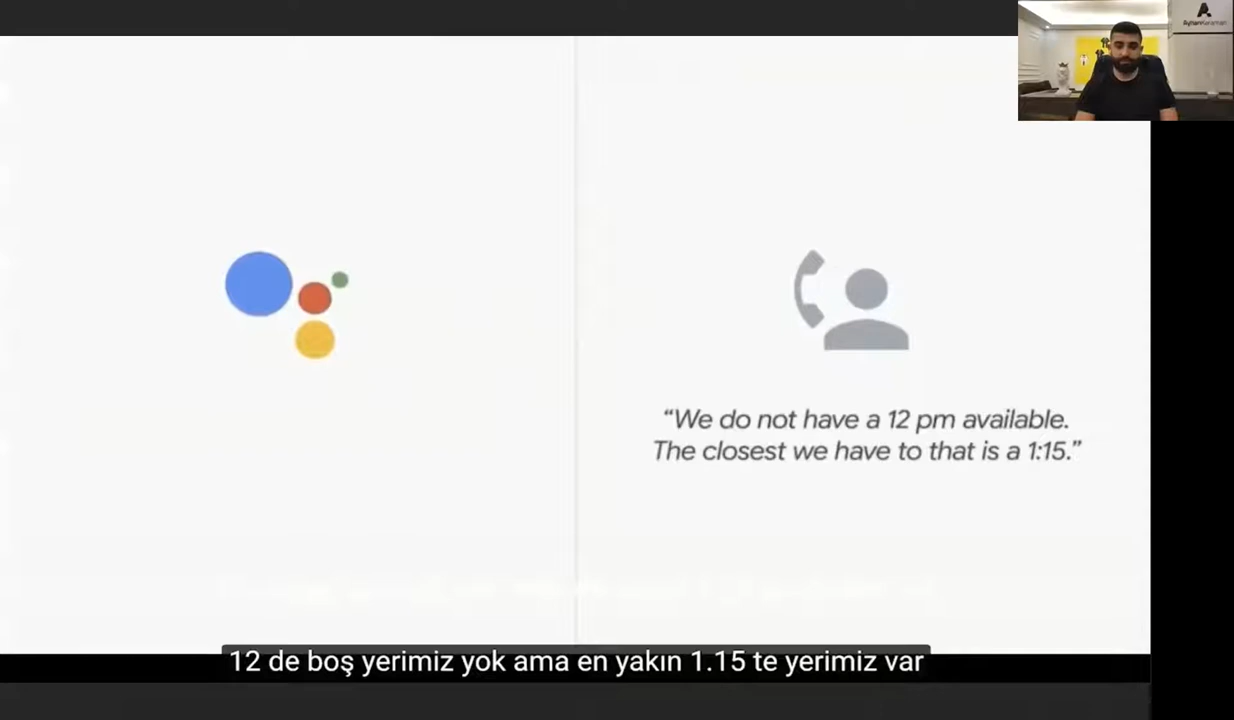 AyhanKaraman
“We do not have a 12 pm available.
The closest we have to that is a 1:15.”
12 de boş yerimiz yok ama en yakın 1.15 te yerimiz var